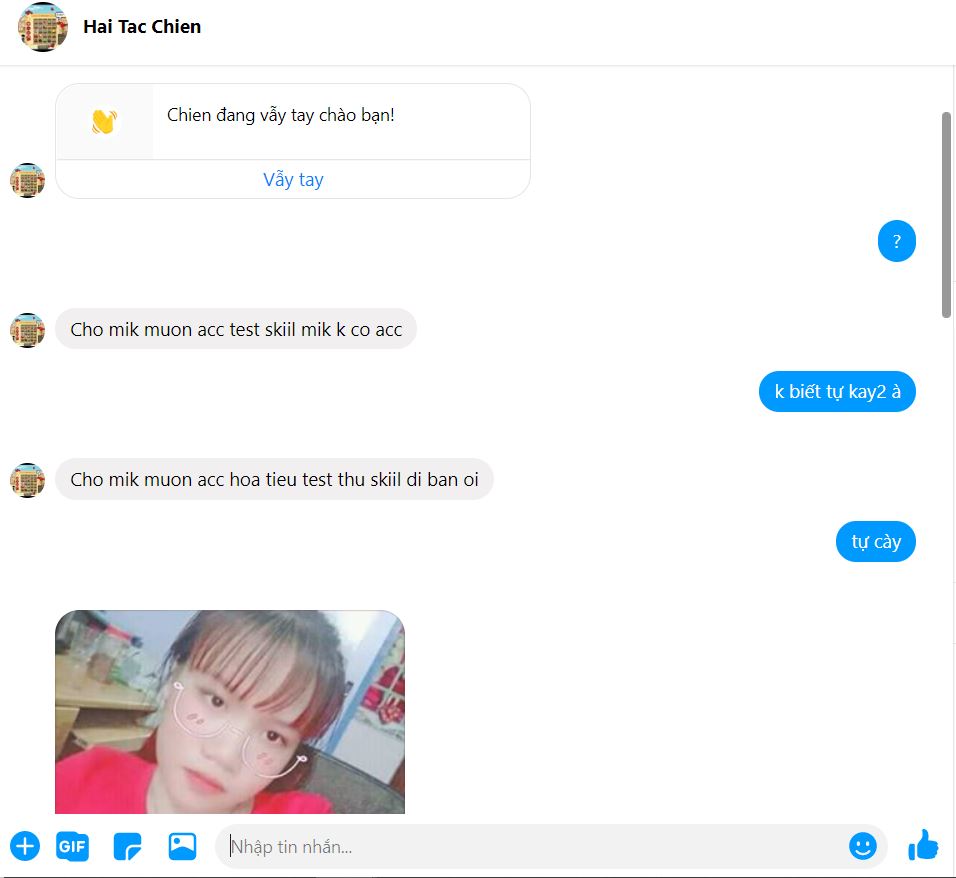 Hai Tac Chien
Chien đang vẫy tay chào bạn!
Vẫy tay
?
Cho mik muon acc test skiil mik k co acc
k biết tự kay2 à
Cho mik muon acc hoa tieu test thu skiil di ban oi
tự cày
GIF
Nhập tin nhắn...